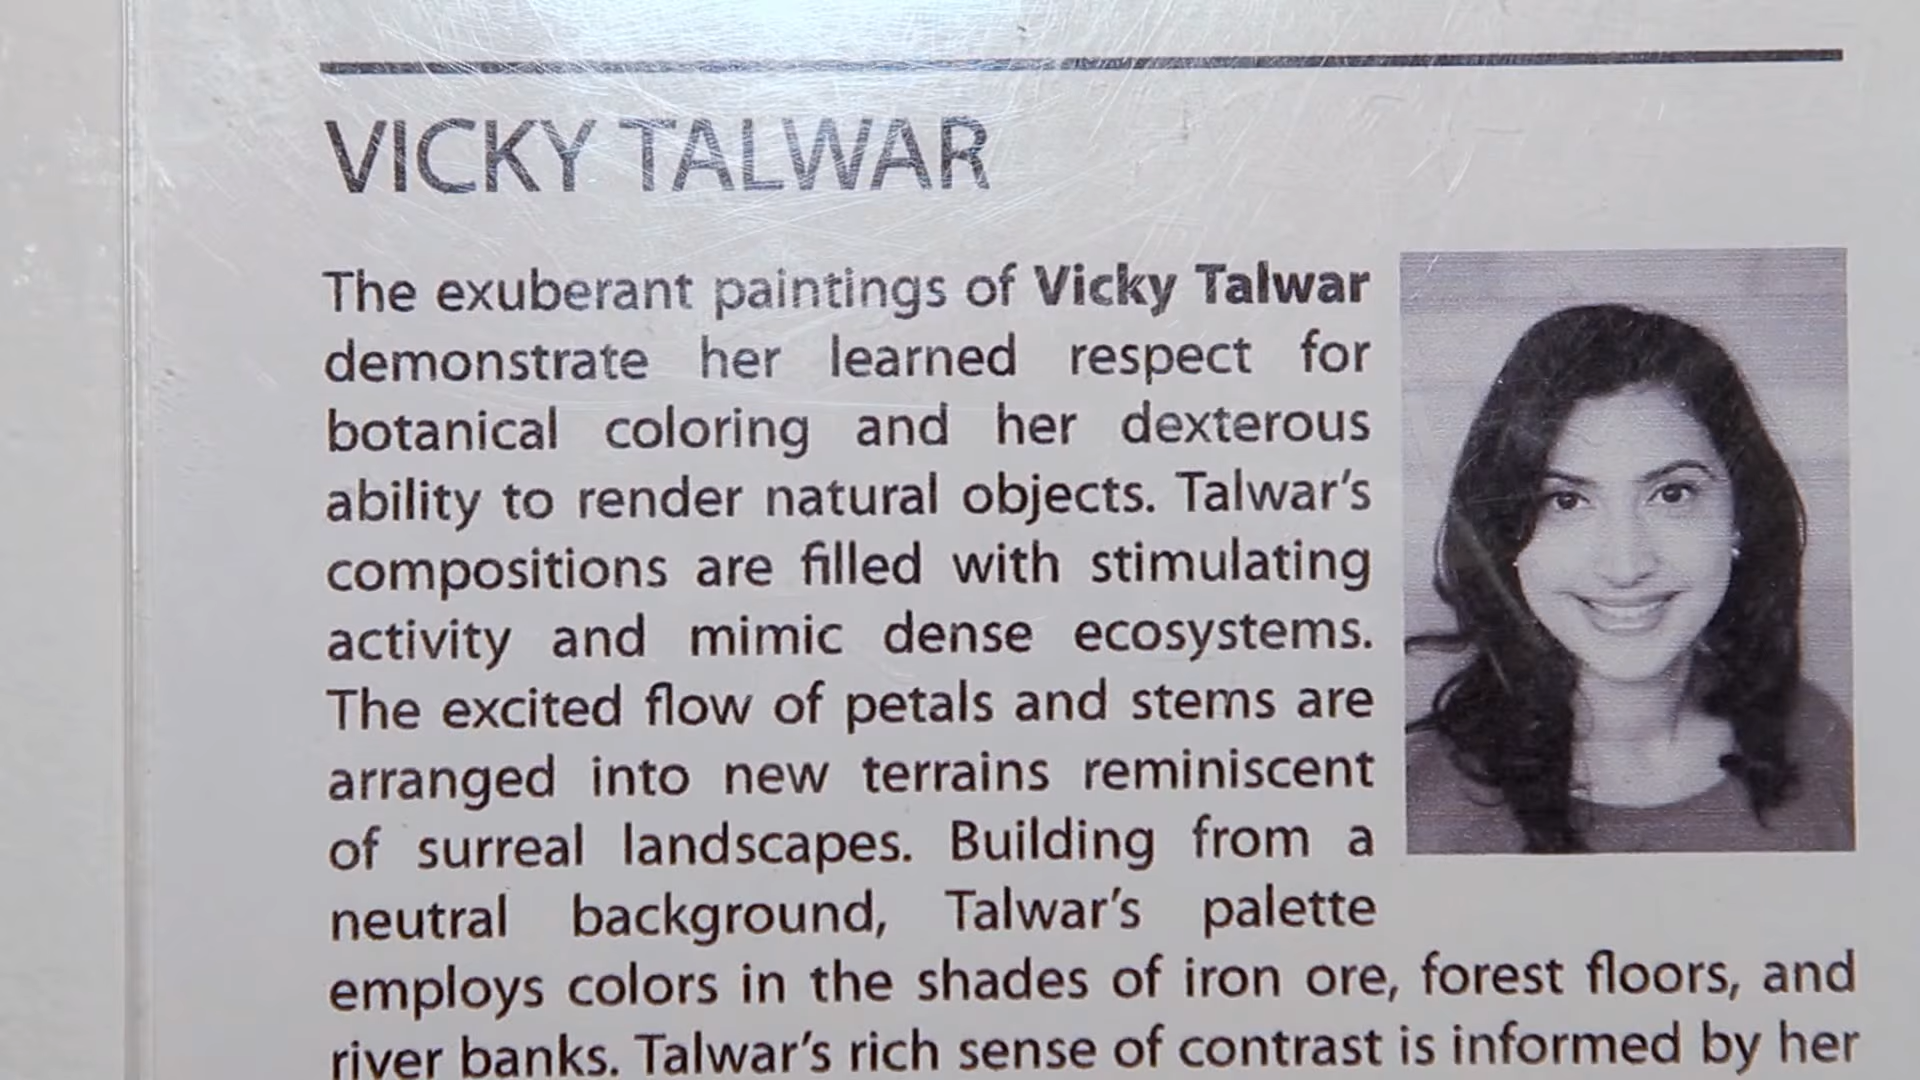 VICKY TALWAR
The exuberant paintings of Vicky Talwar
demonstrate her learned respect for
botanical coloring and her dexterous
ability to render natural objects. Talwar's
compositions are filled with stimulating
activity and mimic dense ecosystems.
The excited flow of petals and stems are
arranged into new terrains reminiscent
of surreal landscapes. Building from a
neutral background, Talwar's palette
employs colors in the shades of iron ore, forest floors, and
river banks. Talwar's rich sense of contrast is informed by her